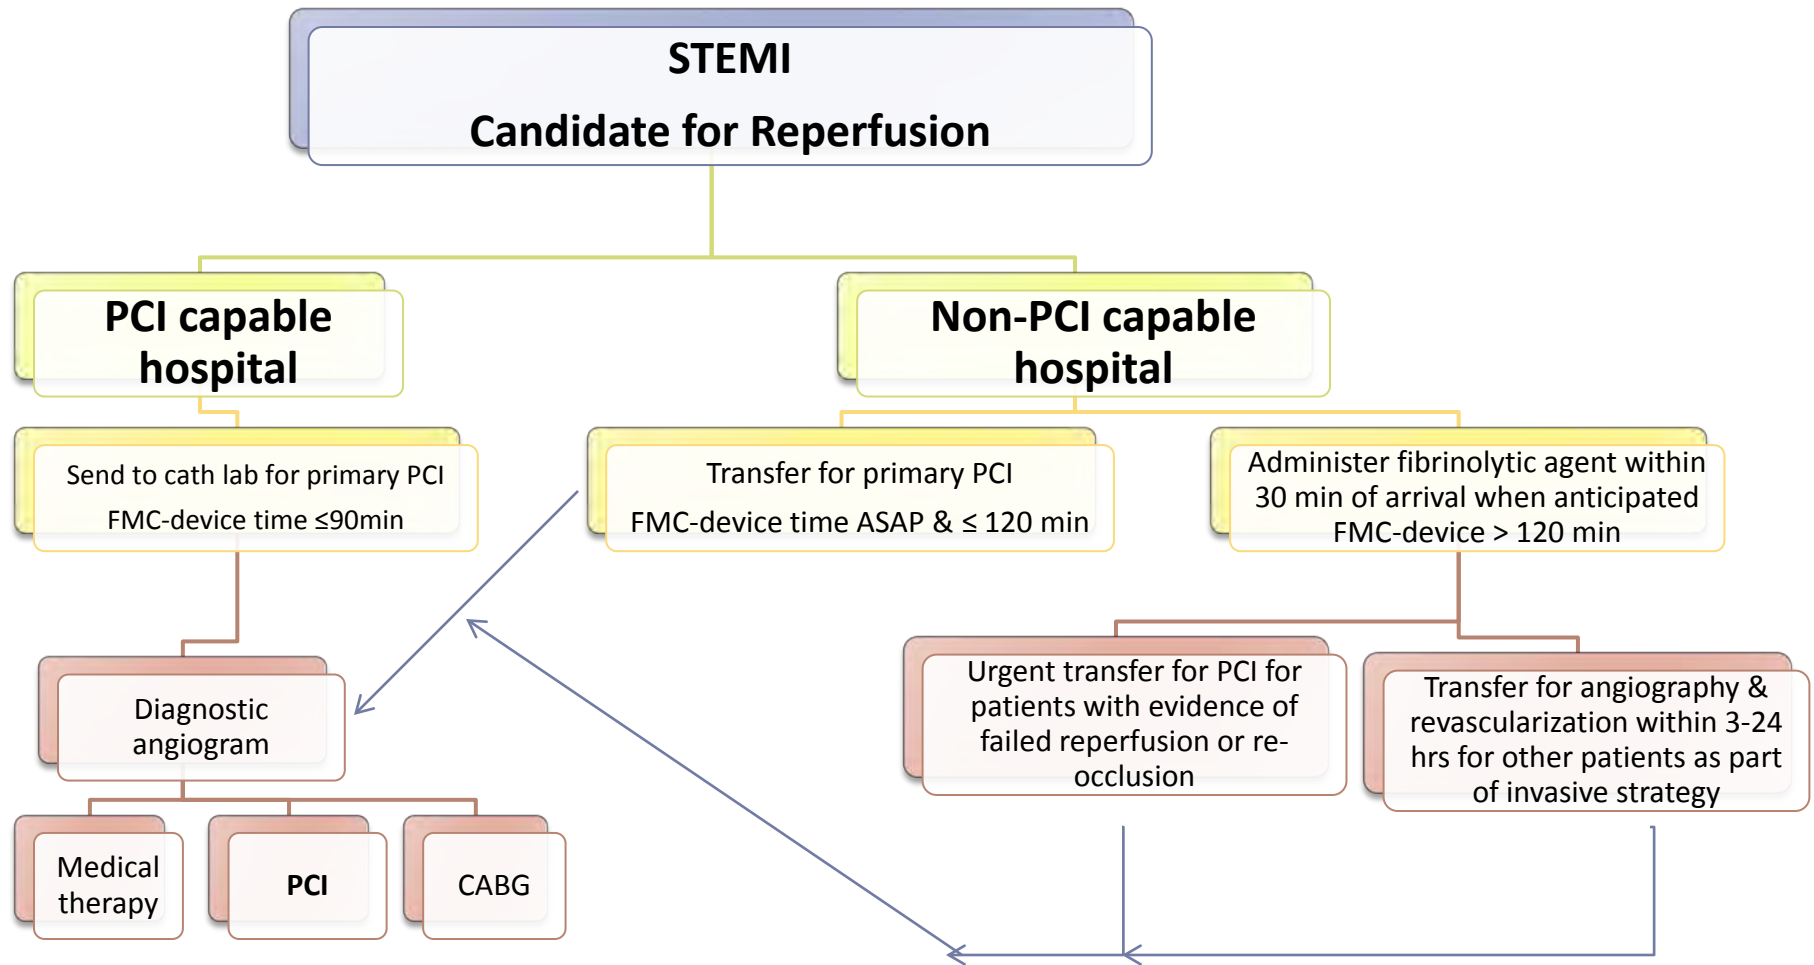 STEMI
Candidate for Reperfusion
PCI capable
hospital
Non-PCI capable
hospital
Send to cath lab for primary PCI
FMC-device time ≤90min
Transfer for primary PCI
FMC-device time ASAP & ≤ 120 min
Administer fibrinolytic agent within
30 min of arrival when anticipated
FMC-device > 120 min
Diagnostic
angiogram
Urgent transfer for PCI for
patients with evidence of
failed reperfusion or re-
occlusion
Transfer for angiography &
revascularization within 3-24
hrs for other patients as part
of invasive strategy
Medical
therapy
PCI
CABG